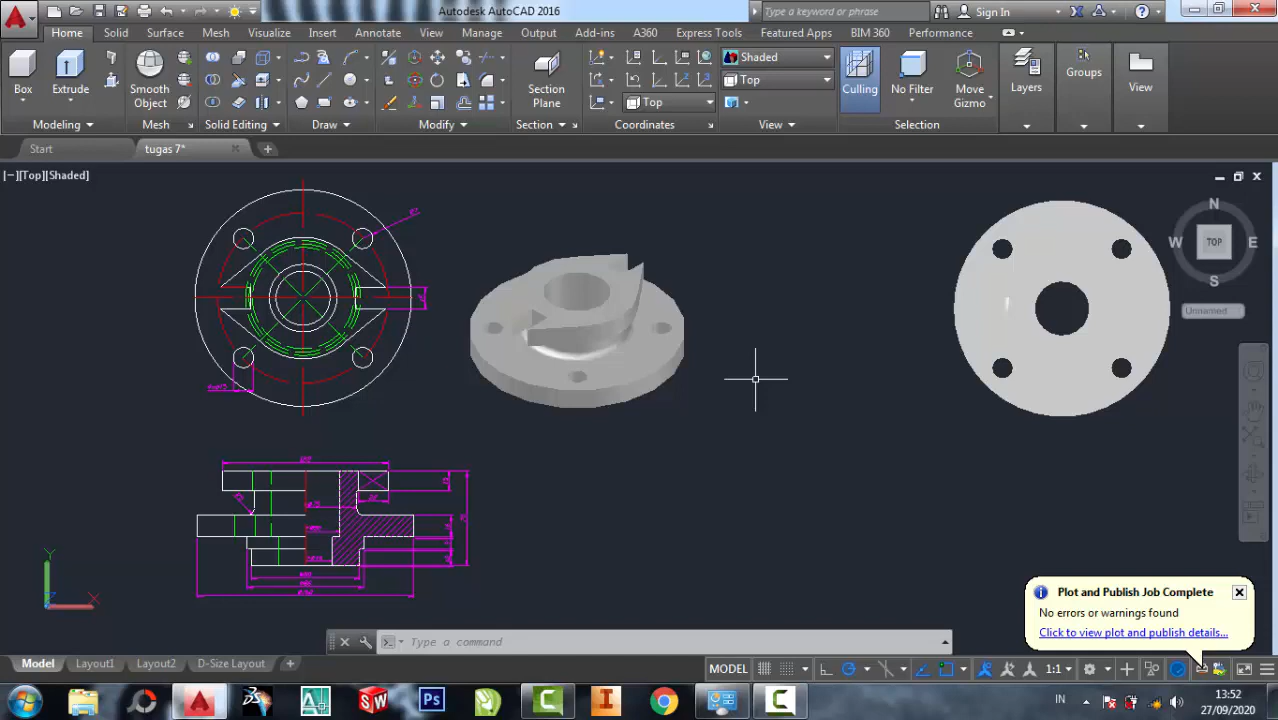 Autodesk AutoCAD 2016
Type a keyword or phrase
Sign In
Home Solid Surface Mesh Visualize Insert Annotate View Manage Output Add-ins A360 Express Tools Featured Apps BIM 360 Performance
Box
Extrude
Smooth
Object
Section
Plane
Shaded
Top
Top
Culling
No Filter
Move
Gizmo
Layers
Groups
View
Modeling Mesh Solid Editing Draw Modify Section Coordinates View Selection
Start
tugas 7*
[−][Top][Shaded]
N
W TOP E
S
Unnamed
Y
X
Plot and Publish Job Complete
No errors or warnings found
Click to view plot and publish details...
Type a command
Model Layout1 Layout2 D-Size Layout
MODEL
1:1
IN
13:52
27/09/2020